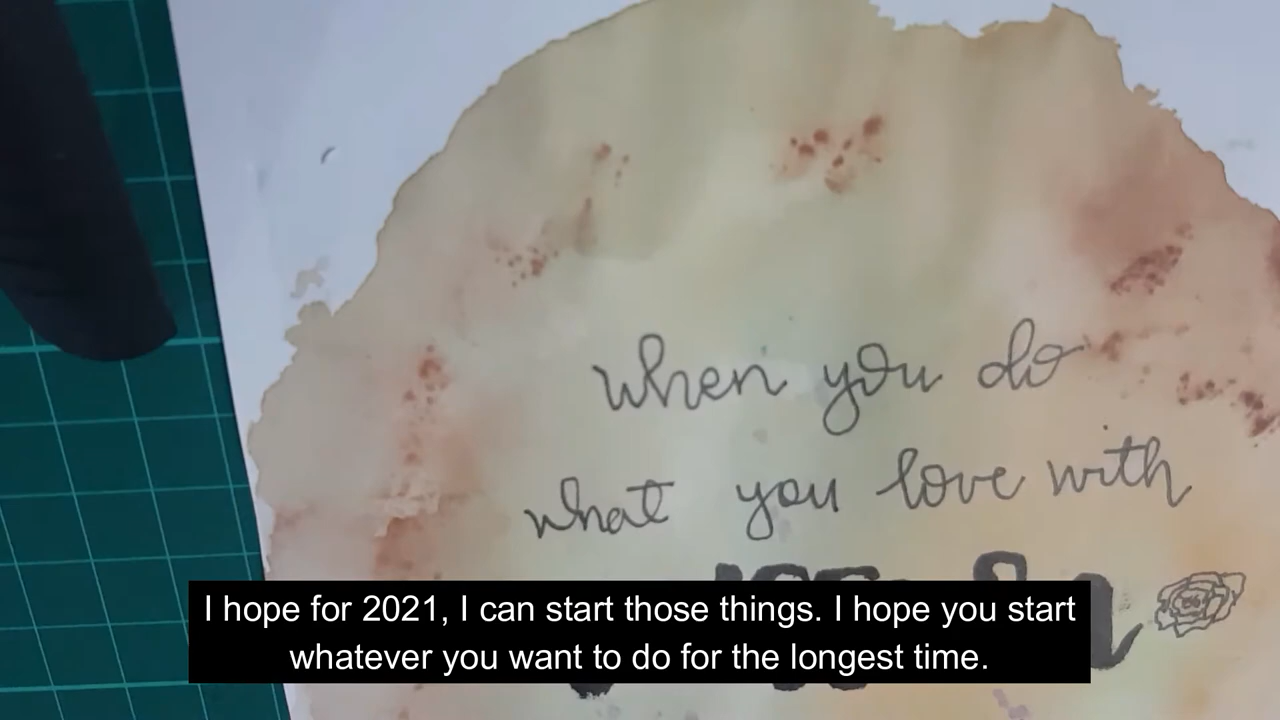 when you do
what you love with
I hope for 2021, I can start those things. I hope you start
whatever you want to do for the longest time.